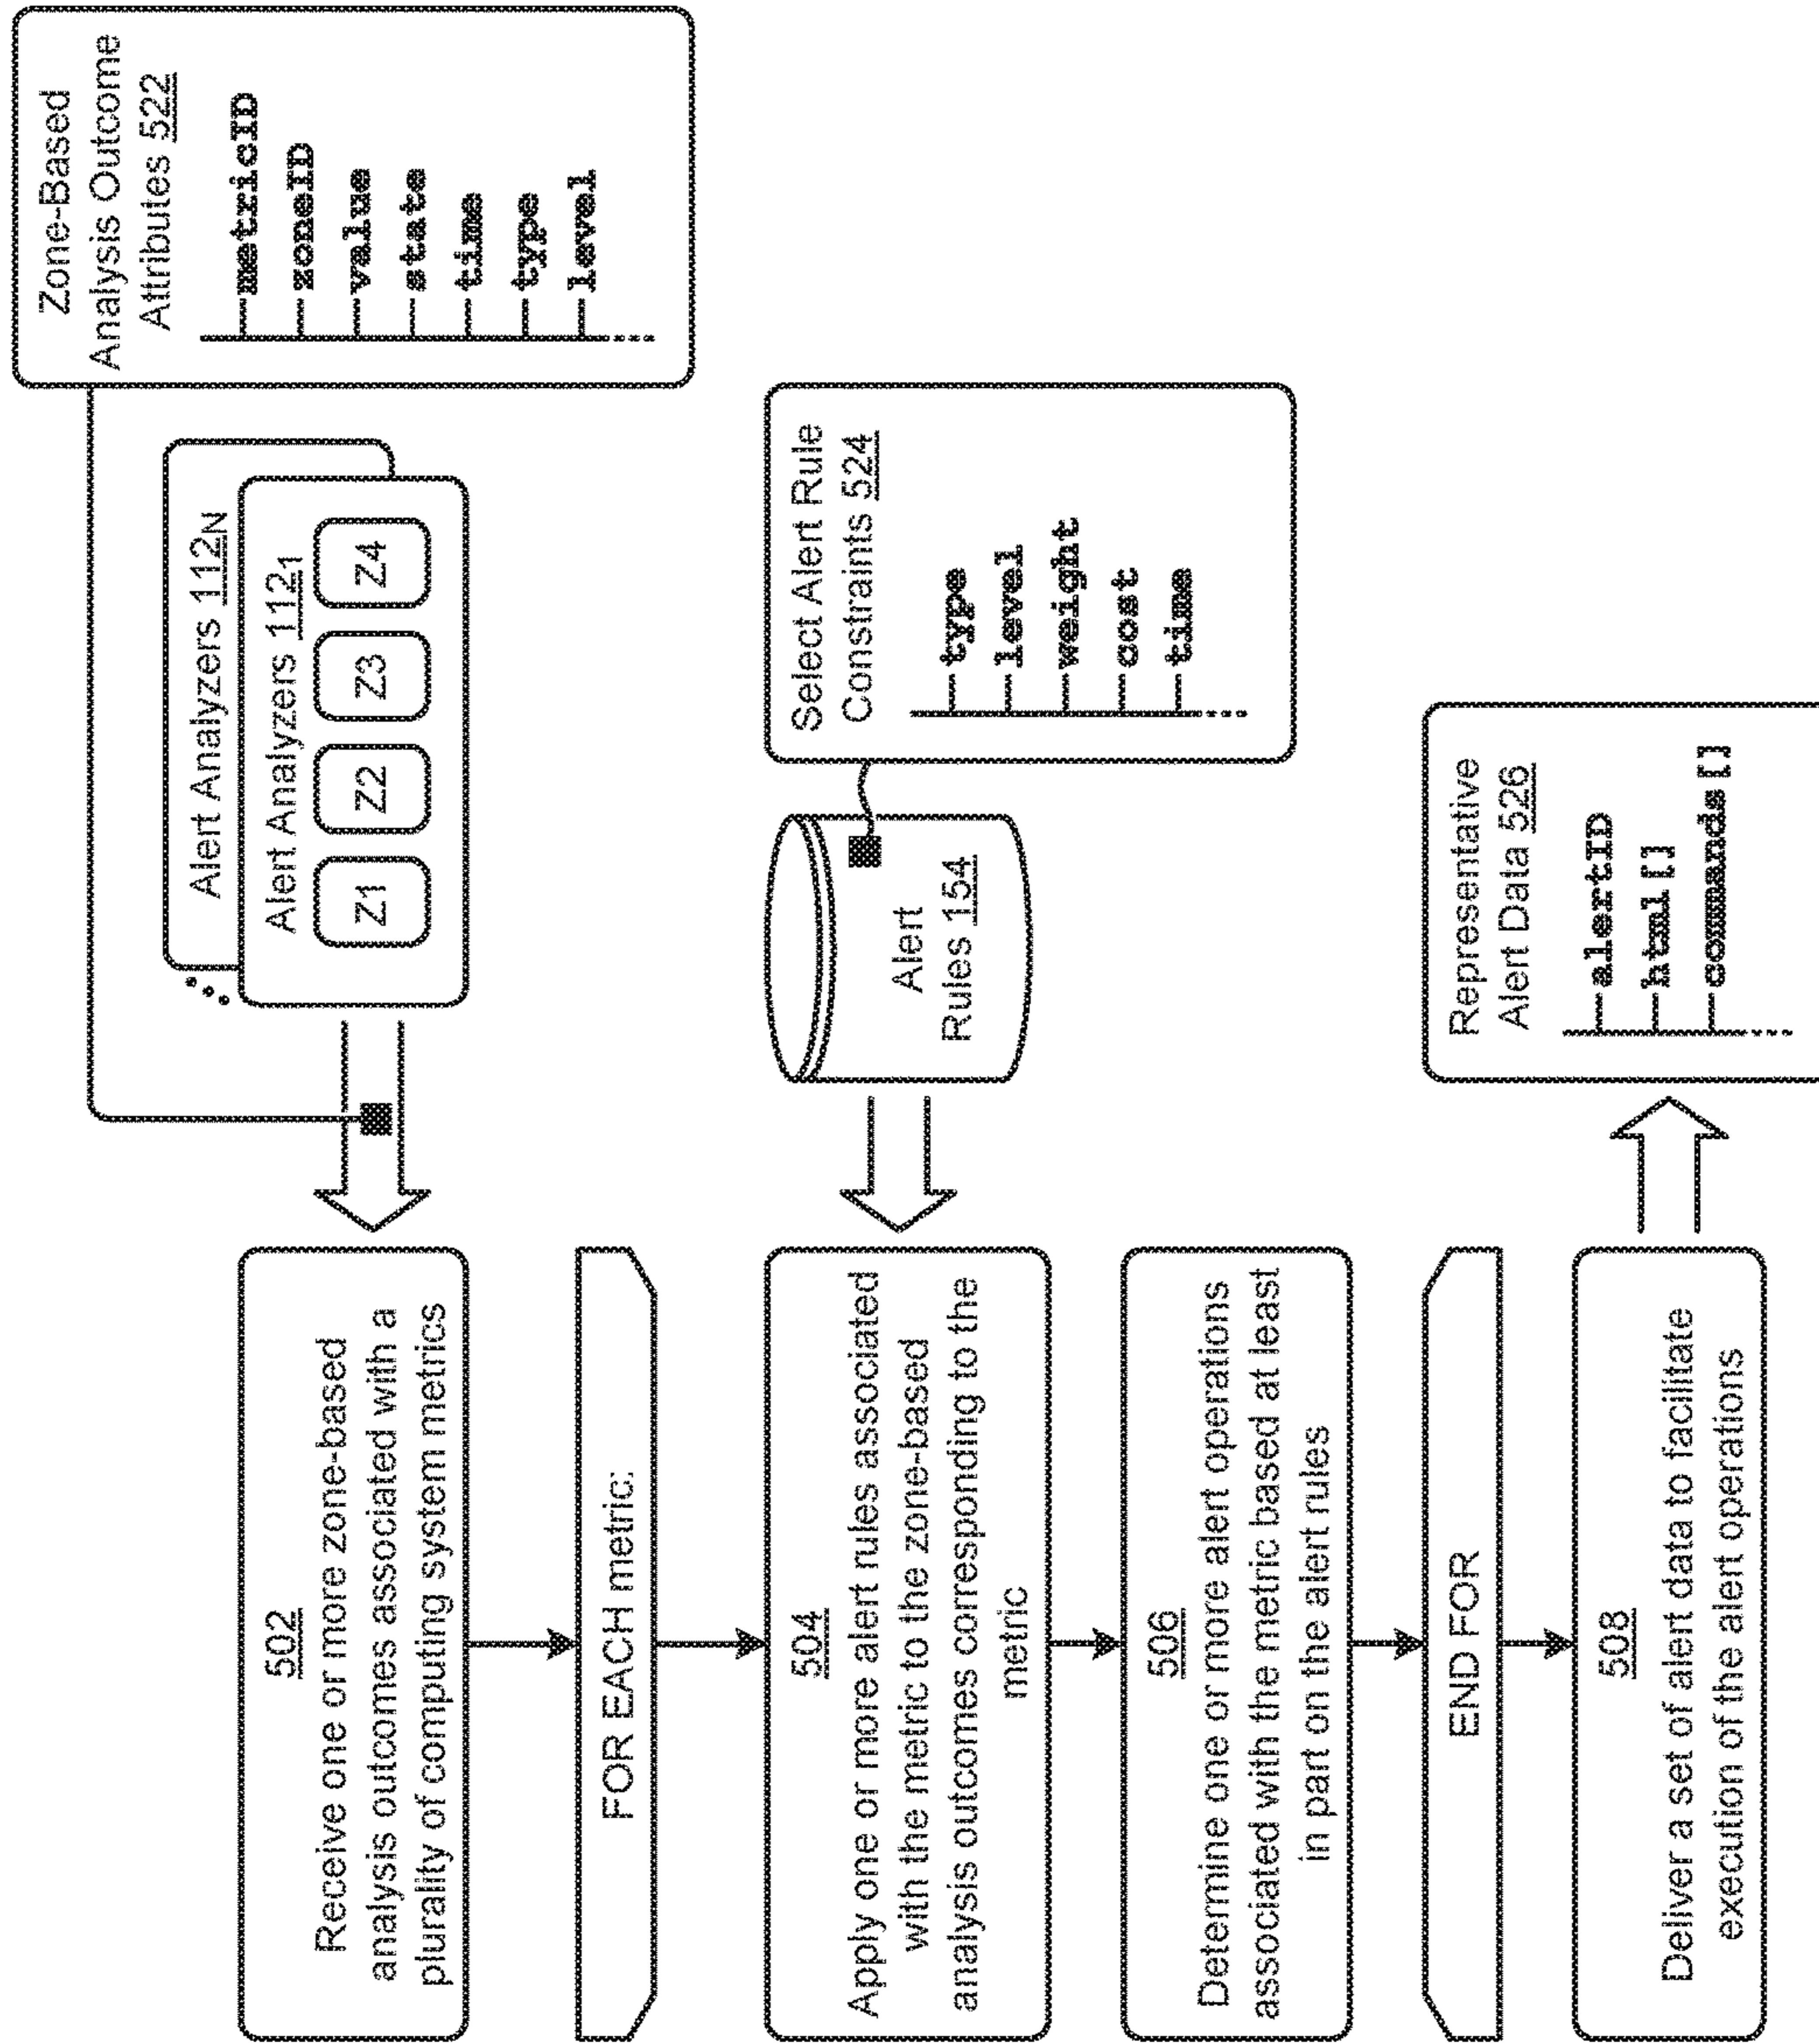 Zone-Based
Analysis Outcome
Attributes 522
metricID
zoneID
value
state
time
type
level
Alert Analyzers 112N
Alert Analyzers 1121
Z1 Z2 Z3 Z4
502
Receive one or more zone-based
analysis outcomes associated with a
plurality of computing system metrics
FOR EACH metric:
Select Alert Rule
Constraints 524
type
level
weight
cost
time
Alert
Rules 154
504
Apply one or more alert rules associated
with the metric to the zone-based
analysis outcomes corresponding to the
metric
506
Determine one or more alert operations
associated with the metric based at least
in part on the alert rules
END FOR
508
Deliver a set of alert data to facilitate
execution of the alert operations
Representative
Alert Data 526
alertID
html[]
commands[]